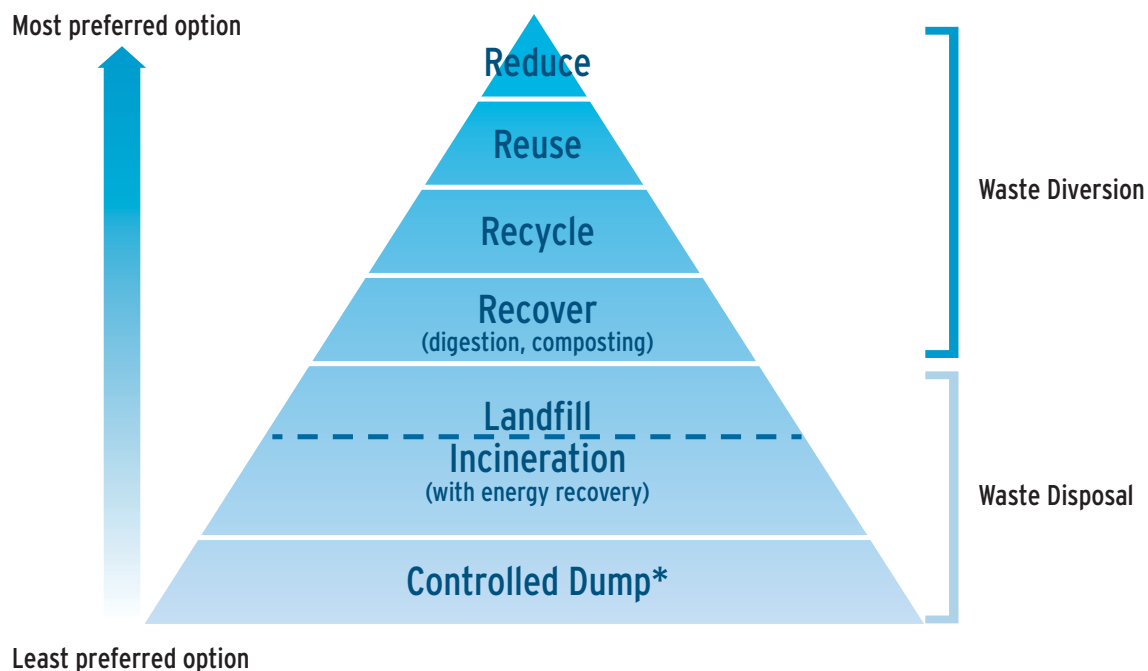 Most preferred option
Reduce
Reuse
Waste Diversion
Recycle
Recover
(digestion, composting)
Landfill
Incineration
(with energy recovery)
Waste Disposal
Controlled Dump*
Least preferred option